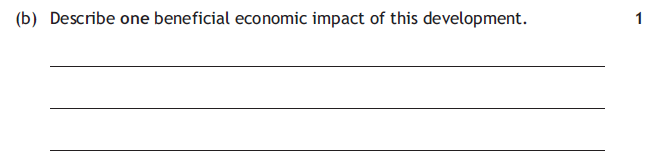 (b) Describe one beneficial economic impact of this development. 1